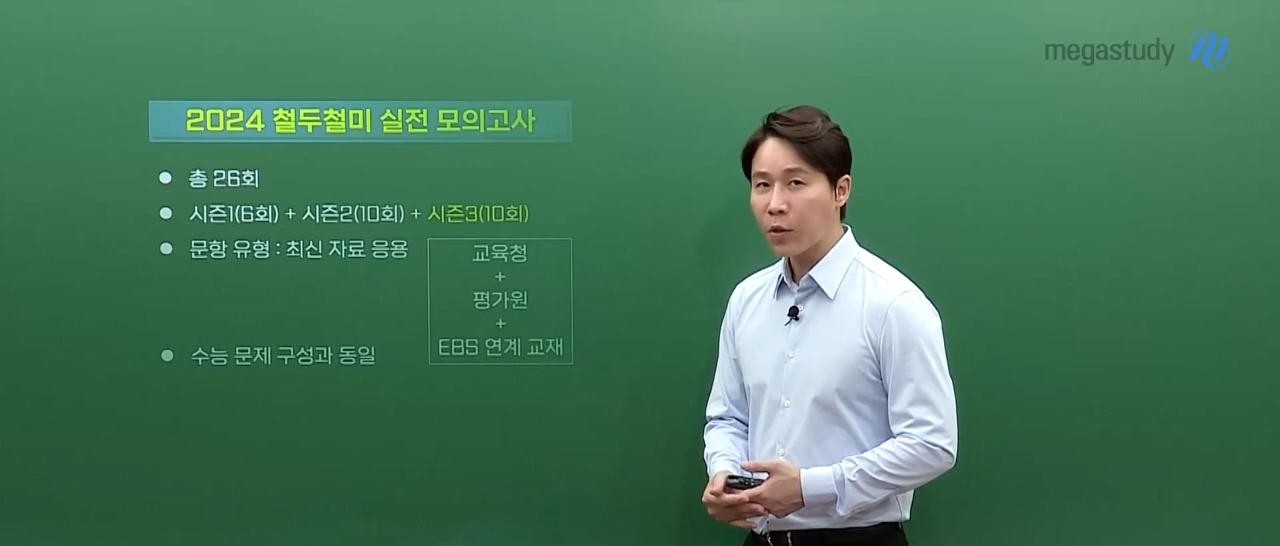 megastudy
2024 철두철미 실전 모의고사
총 26회
시즌1(6회) + 시즌2(10회) + 시즌3(10회)
문항 유형 : 최신 자료 응용
교육청
+
평가원
+
EBS 연계 교재
수능 문제 구성과 동일